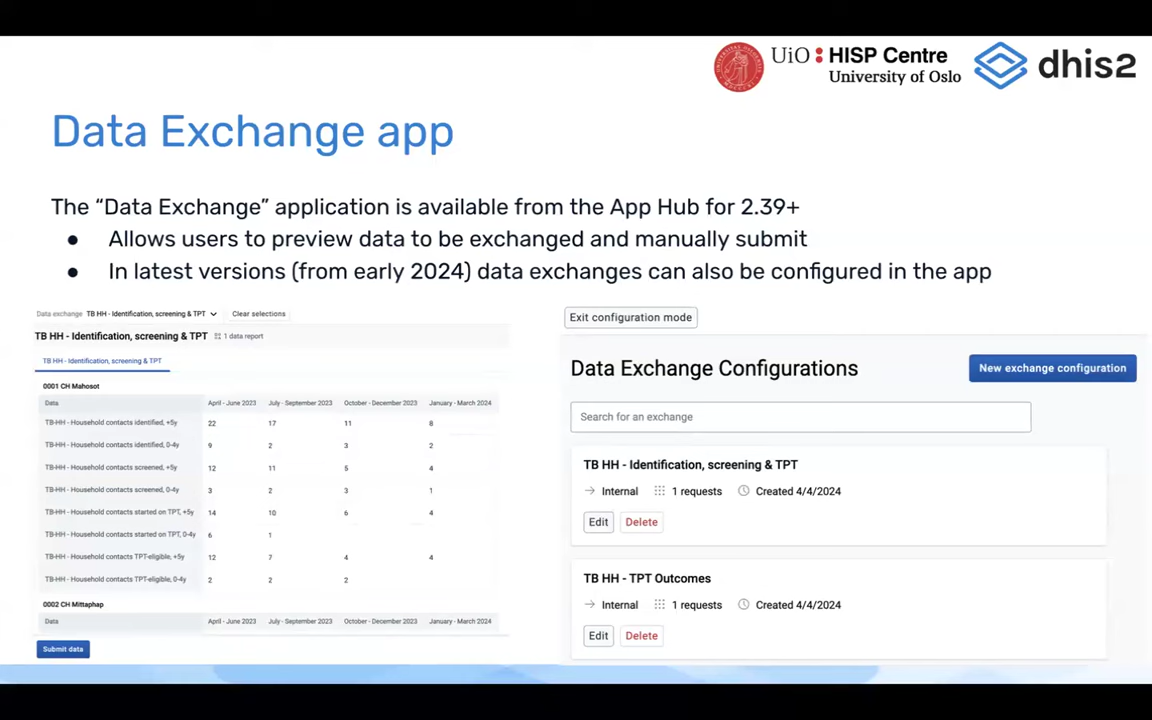 UiO : HISP Centre
University of Oslo
dhis2
Data Exchange app
The “Data Exchange” application is available from the App Hub for 2.39+
● Allows users to preview data to be exchanged and manually submit
● In latest versions (from early 2024) data exchanges can also be configured in the app
Data exchange TB HH - Identification, screening & TPT Clear selections
TB HH - Identification, screening & TPT 1 data report
TB HH - Identification, screening & TPT
0001 CH Mahosot
Data April - June 2023 July - September 2023 October - December 2023 January - March 2024
TB-HH - Household contacts identified, +5y 22 17 11 8
TB-HH - Household contacts identified, 0-4y 9 2 3 2
TB-HH - Household contacts screened, +5y 12 11 5 4
TB-HH - Household contacts screened, 0-4y 3 2 3 1
TB-HH - Household contacts started on TPT, +5y 14 10 6 4
TB-HH - Household contacts started on TPT, 0-4y 6 1
TB-HH - Household contacts TPT-eligible, +5y 12 7 4 4
TB-HH - Household contacts TPT-eligible, 0-4y 2 2 2
0002 CH Mittaphap
Data April - June 2023 July - September 2023 October - December 2023 January - March 2024
Submit data
Exit configuration mode
Data Exchange Configurations
New exchange configuration
Search for an exchange
TB HH - Identification, screening & TPT
Internal 1 requests Created 4/4/2024
Edit Delete
TB HH - TPT Outcomes
Internal 1 requests Created 4/4/2024
Edit Delete